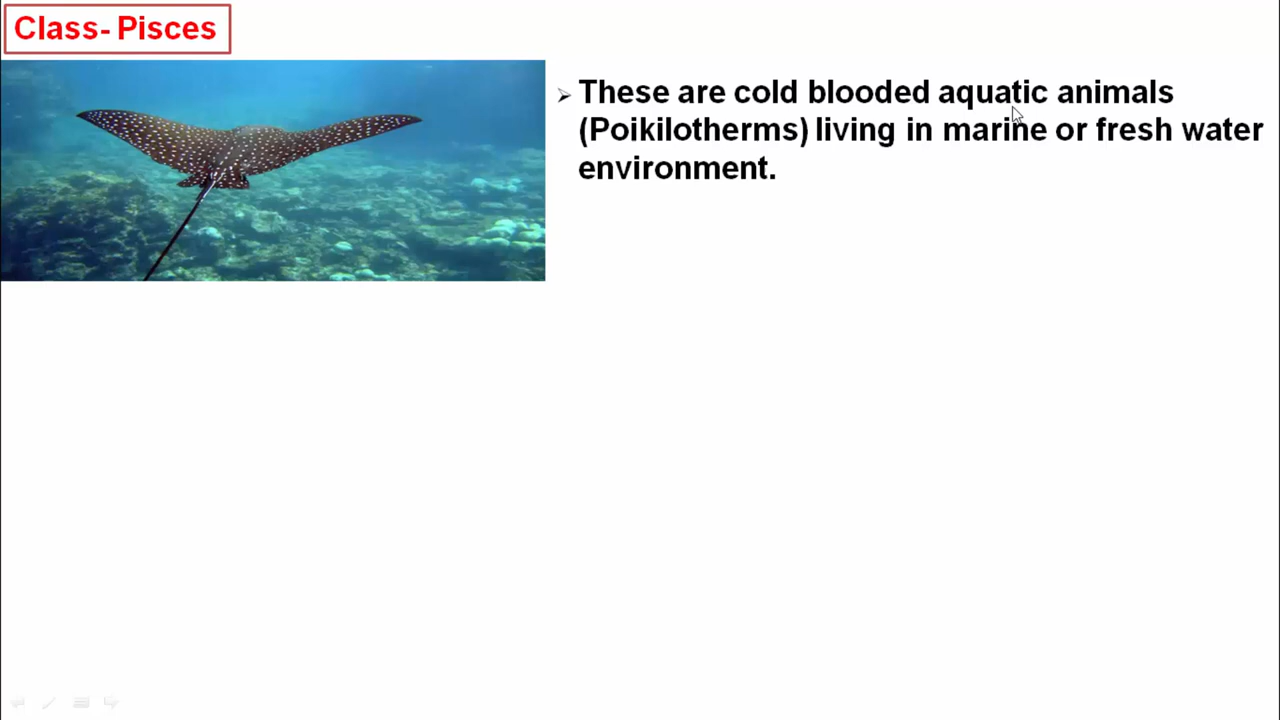 Class- Pisces
These are cold blooded aquatic animals
(Poikilotherms) living in marine or fresh water
environment.